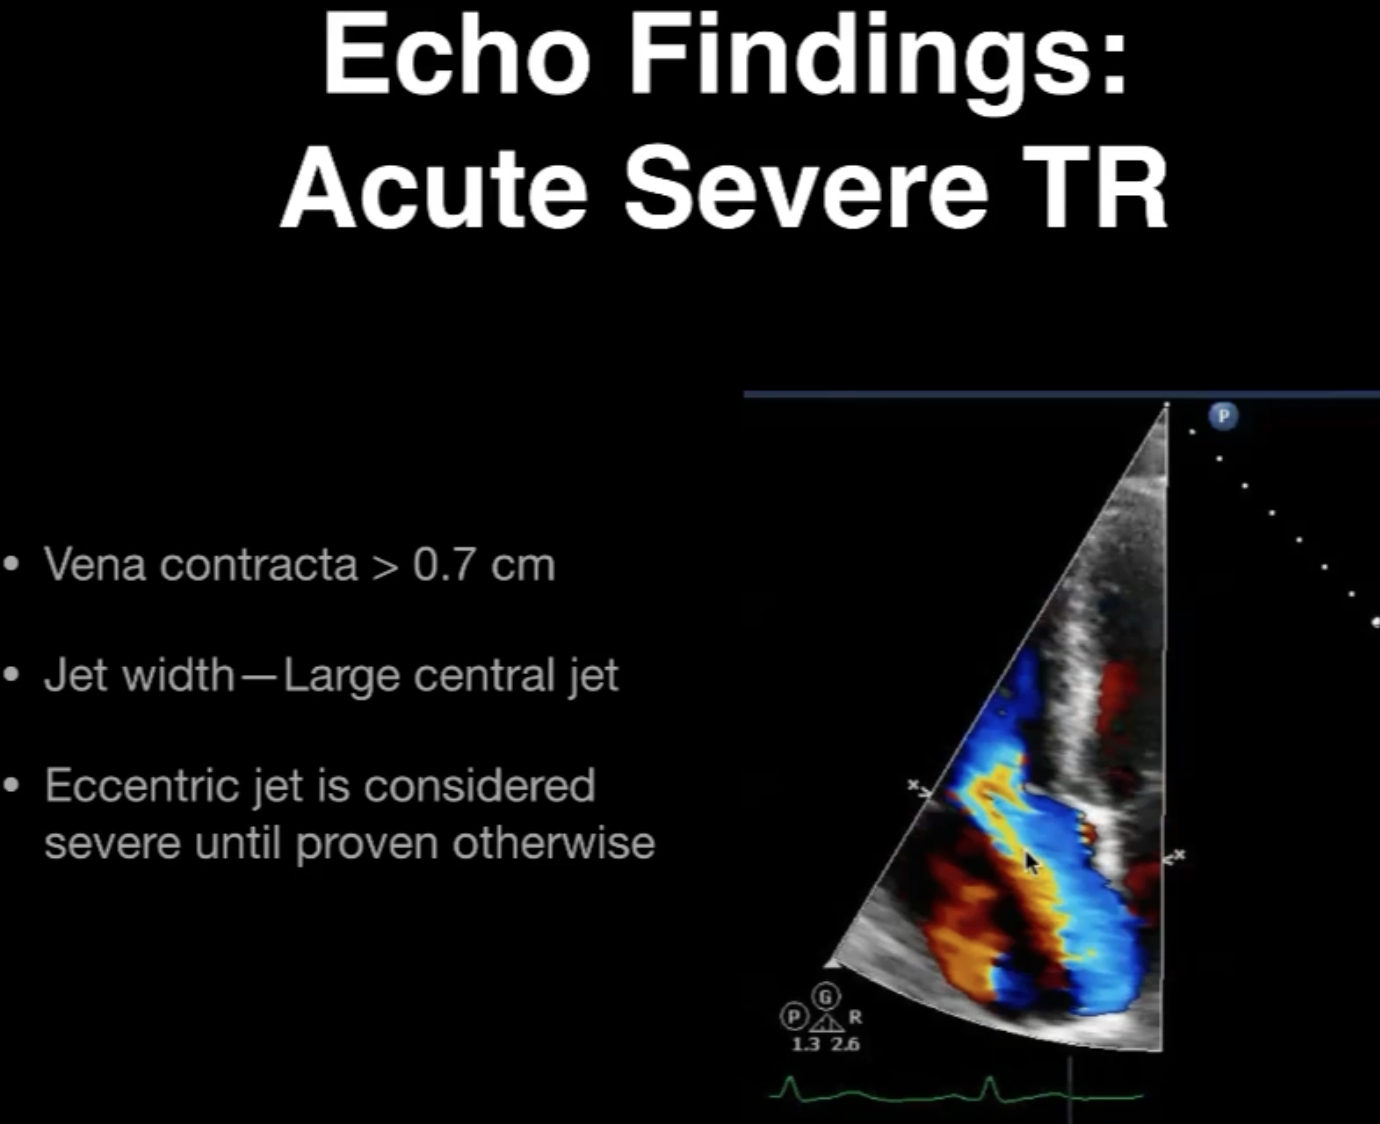 Echo Findings:
Acute Severe TR
• Vena contracta > 0.7 cm
• Jet width—Large central jet
• Eccentric jet is considered
severe until proven otherwise
P
x
x
G
P R
1.3 2.6